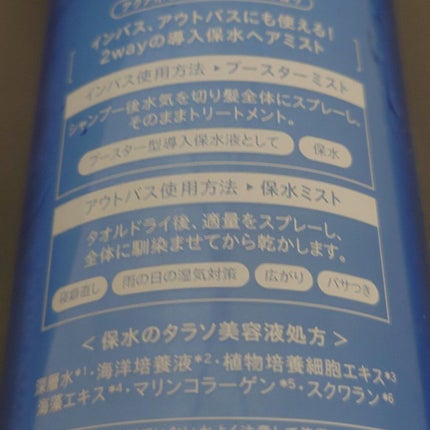 インバス、アウトバスにも使える!
2wayの導入保水ヘアミスト
インバス使用方法▶ブースターミスト
シャンプー後水気を切り髪全体にスプレーし、
そのままトリートメント。
ブースター型導入保水液として 保水
アウトバス使用方法▶保水ミスト
タオルドライ後、適量をスプレーし、
全体に馴染ませてから乾かします。
寝癖直し 雨の日の湿気対策 広がり パサつき
<保水のタラソ美容液処方>
深層水*1・海洋培養液*2・植物培養細胞エキス*3
海藻エキス*4・マリンコラーゲン*5・スクワラン*6